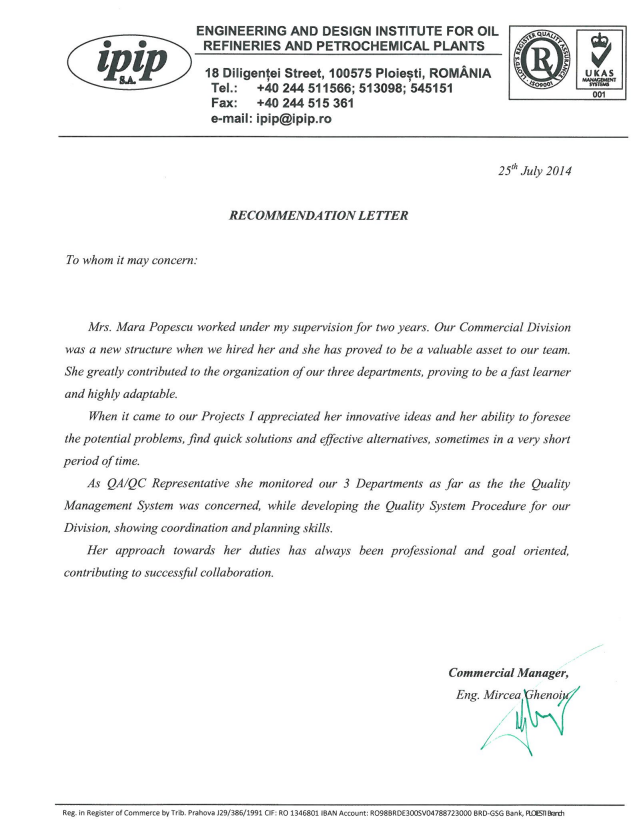 ipip
S.A.
ENGINEERING AND DESIGN INSTITUTE FOR OIL
REFINERIES AND PETROCHEMICAL PLANTS
18 Diligenţei Street, 100575 Ploieşti, ROMÂNIA
Tel.: +40 244 511566; 513098; 545151
Fax: +40 244 515 361
e-mail: ipip@ipip.ro
LLOYD'S REGISTER QUALITY ASSURANCE
R
ISO9001
UKAS
MANAGEMENT
SYSTEMS
001
25th July 2014
RECOMMENDATION LETTER
To whom it may concern:
Mrs. Mara Popescu worked under my supervision for two years. Our Commercial Division
was a new structure when we hired her and she has proved to be a valuable asset to our team.
She greatly contributed to the organization of our three departments, proving to be a fast learner
and highly adaptable.
When it came to our Projects I appreciated her innovative ideas and her ability to foresee
the potential problems, find quick solutions and effective alternatives, sometimes in a very short
period of time.
As QA/QC Representative she monitored our 3 Departments as far as the the Quality
Management System was concerned, while developing the Quality System Procedure for our
Division, showing coordination and planning skills.
Her approach towards her duties has always been professional and goal oriented,
contributing to successful collaboration.
Commercial Manager,
Eng. Mircea Ghenoiu
Reg. in Register of Commerce by Trib. Prahova J29/386/1991 CIF: RO 1346801 IBAN Account: RO98BRDE300SV04788723000 BRD-GSG Bank, PLOIESTI Branch